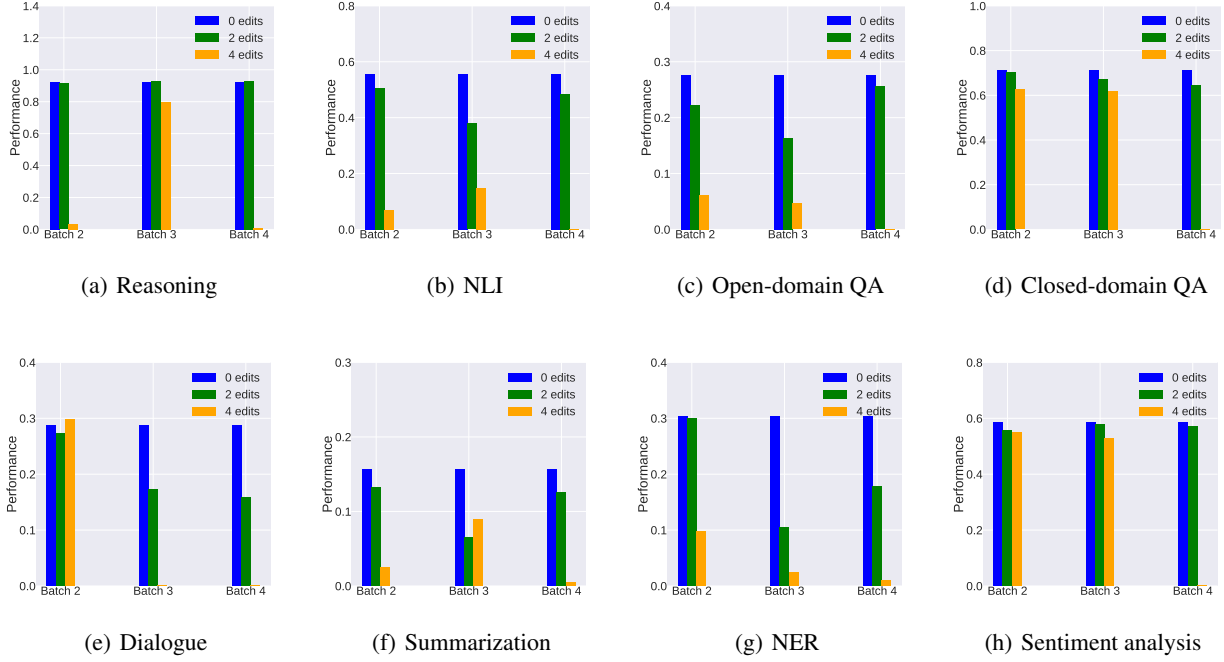 1.4
1.2
1.0
0.8
0.6
0.4
0.2
0.0
Performance
0 edits
2 edits
4 edits
Batch 2 Batch 3 Batch 4
(a) Reasoning
0.8
0.6
0.4
0.2
0.0
Performance
0 edits
2 edits
4 edits
Batch 2 Batch 3 Batch 4
(b) NLI
0.4
0.3
0.2
0.1
0.0
Performance
0 edits
2 edits
4 edits
Batch 2 Batch 3 Batch 4
(c) Open-domain QA
1.0
0.8
0.6
0.4
0.2
0.0
Performance
0 edits
2 edits
4 edits
Batch 2 Batch 3 Batch 4
(d) Closed-domain QA
0.4
0.3
0.2
0.1
0.0
Performance
0 edits
2 edits
4 edits
Batch 2 Batch 3 Batch 4
(e) Dialogue
0.3
0.2
0.1
0.0
Performance
0 edits
2 edits
4 edits
Batch 2 Batch 3 Batch 4
(f) Summarization
0.4
0.3
0.2
0.1
0.0
Performance
0 edits
2 edits
4 edits
Batch 2 Batch 3 Batch 4
(g) NER
0.8
0.6
0.4
0.2
0.0
Performance
0 edits
2 edits
4 edits
Batch 2 Batch 3 Batch 4
(h) Sentiment analysis